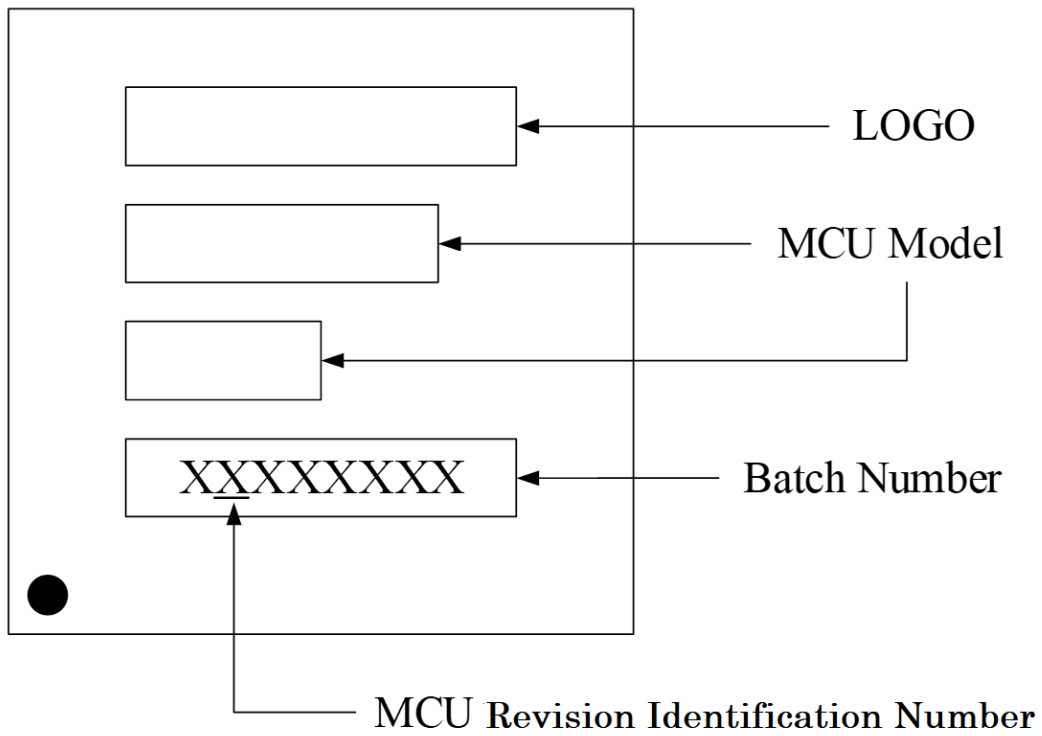 LOGO
MCU Model
XXXXXXXX
Batch Number
MCU Revision Identification Number